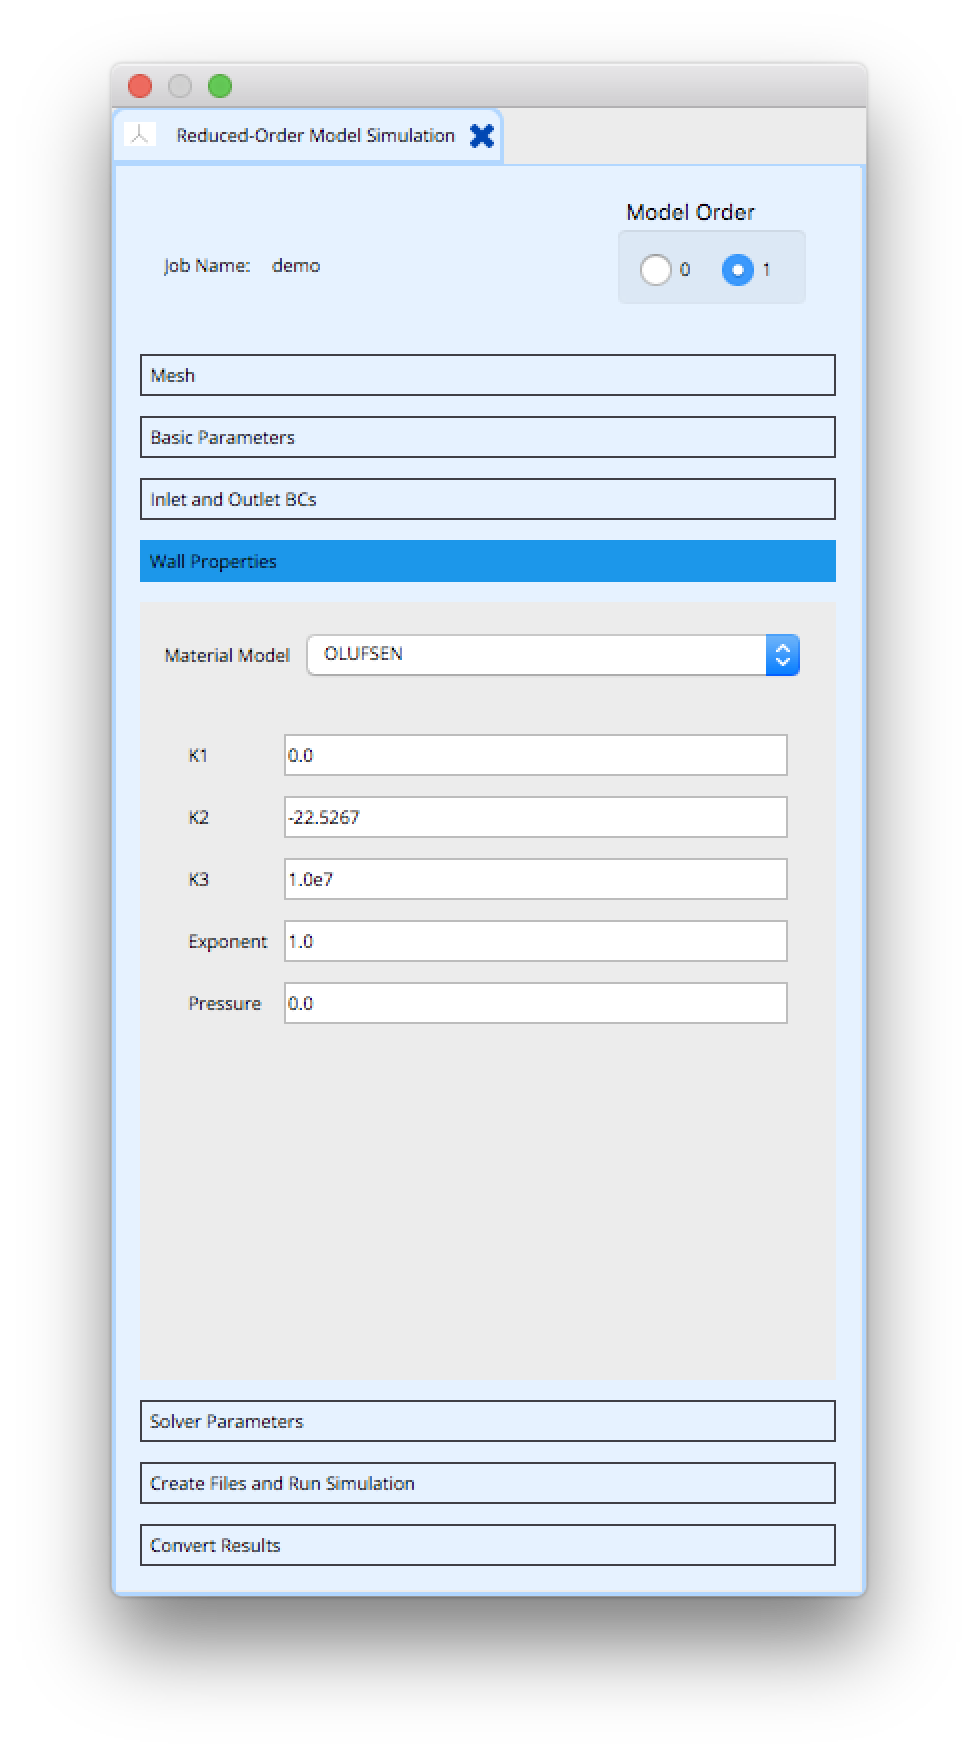 Reduced-Order Model Simulation
Model Order
Job Name: demo
0 1
Mesh
Basic Parameters
Inlet and Outlet BCs
Wall Properties
Material Model OLUFSEN
K1 0.0
K2 -22.5267
K3 1.0e7
Exponent 1.0
Pressure 0.0
Solver Parameters
Create Files and Run Simulation
Convert Results